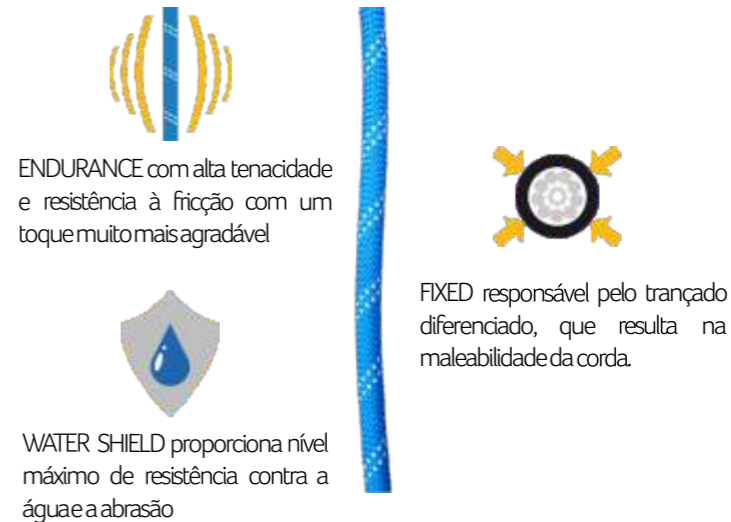 ENDURANCE com alta tenacidade
e resistência à fricção com um
toque muito mais agradável
WATER SHIELD proporciona nível
máximo de resistência contra a
água e a abrasão
FIXED responsável pelo trançado
diferenciado, que resulta na
maleabilidade da corda.